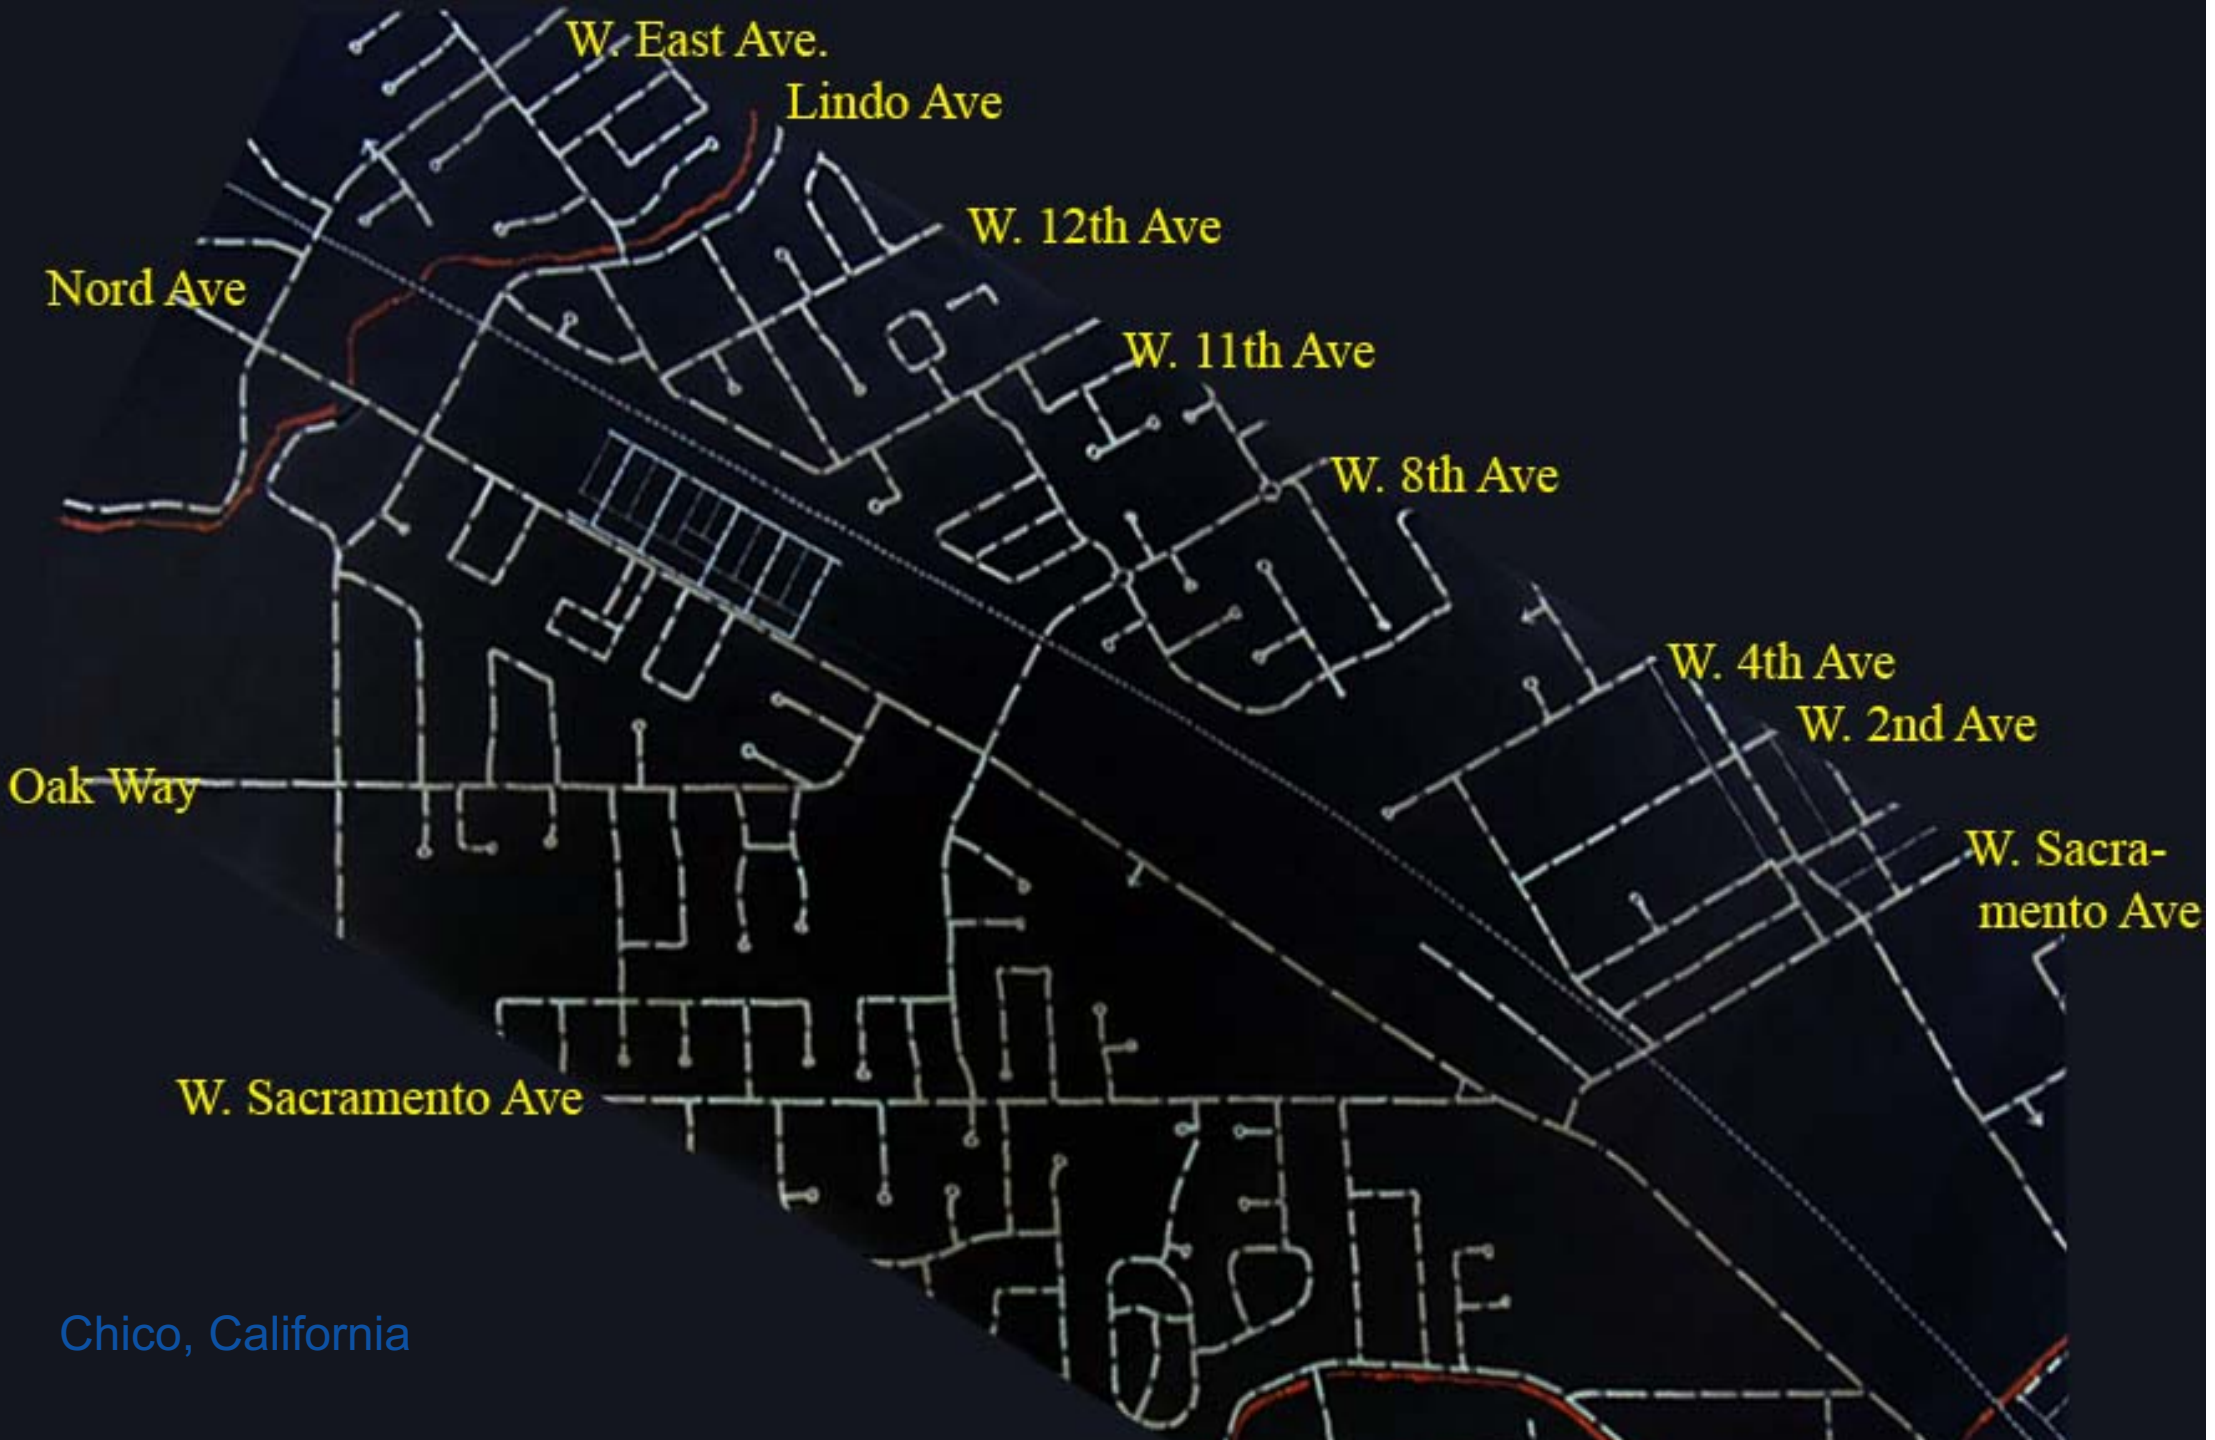 W. East Ave.
Lindo Ave
W. 12th Ave
Nord Ave
W. 11th Ave
W. 8th Ave
W. 4th Ave
W. 2nd Ave
Oak Way
W. Sacra-
mento Ave
W. Sacramento Ave
Chico, California